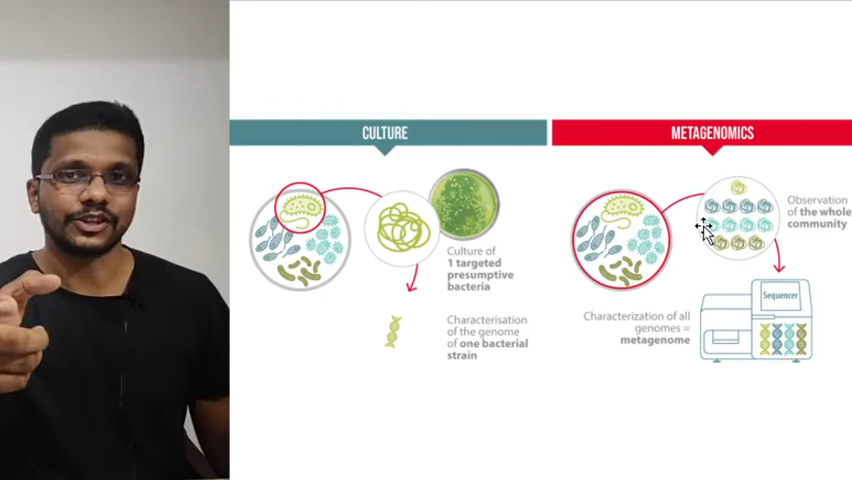 CULTURE
Culture of
1 targeted
presumptive
bacteria
Characterisation
of the genome
of one bacterial
strain
METAGENOMICS
Observation
of the whole
community
Sequencer
Characterization of all
genomes =
metagenome